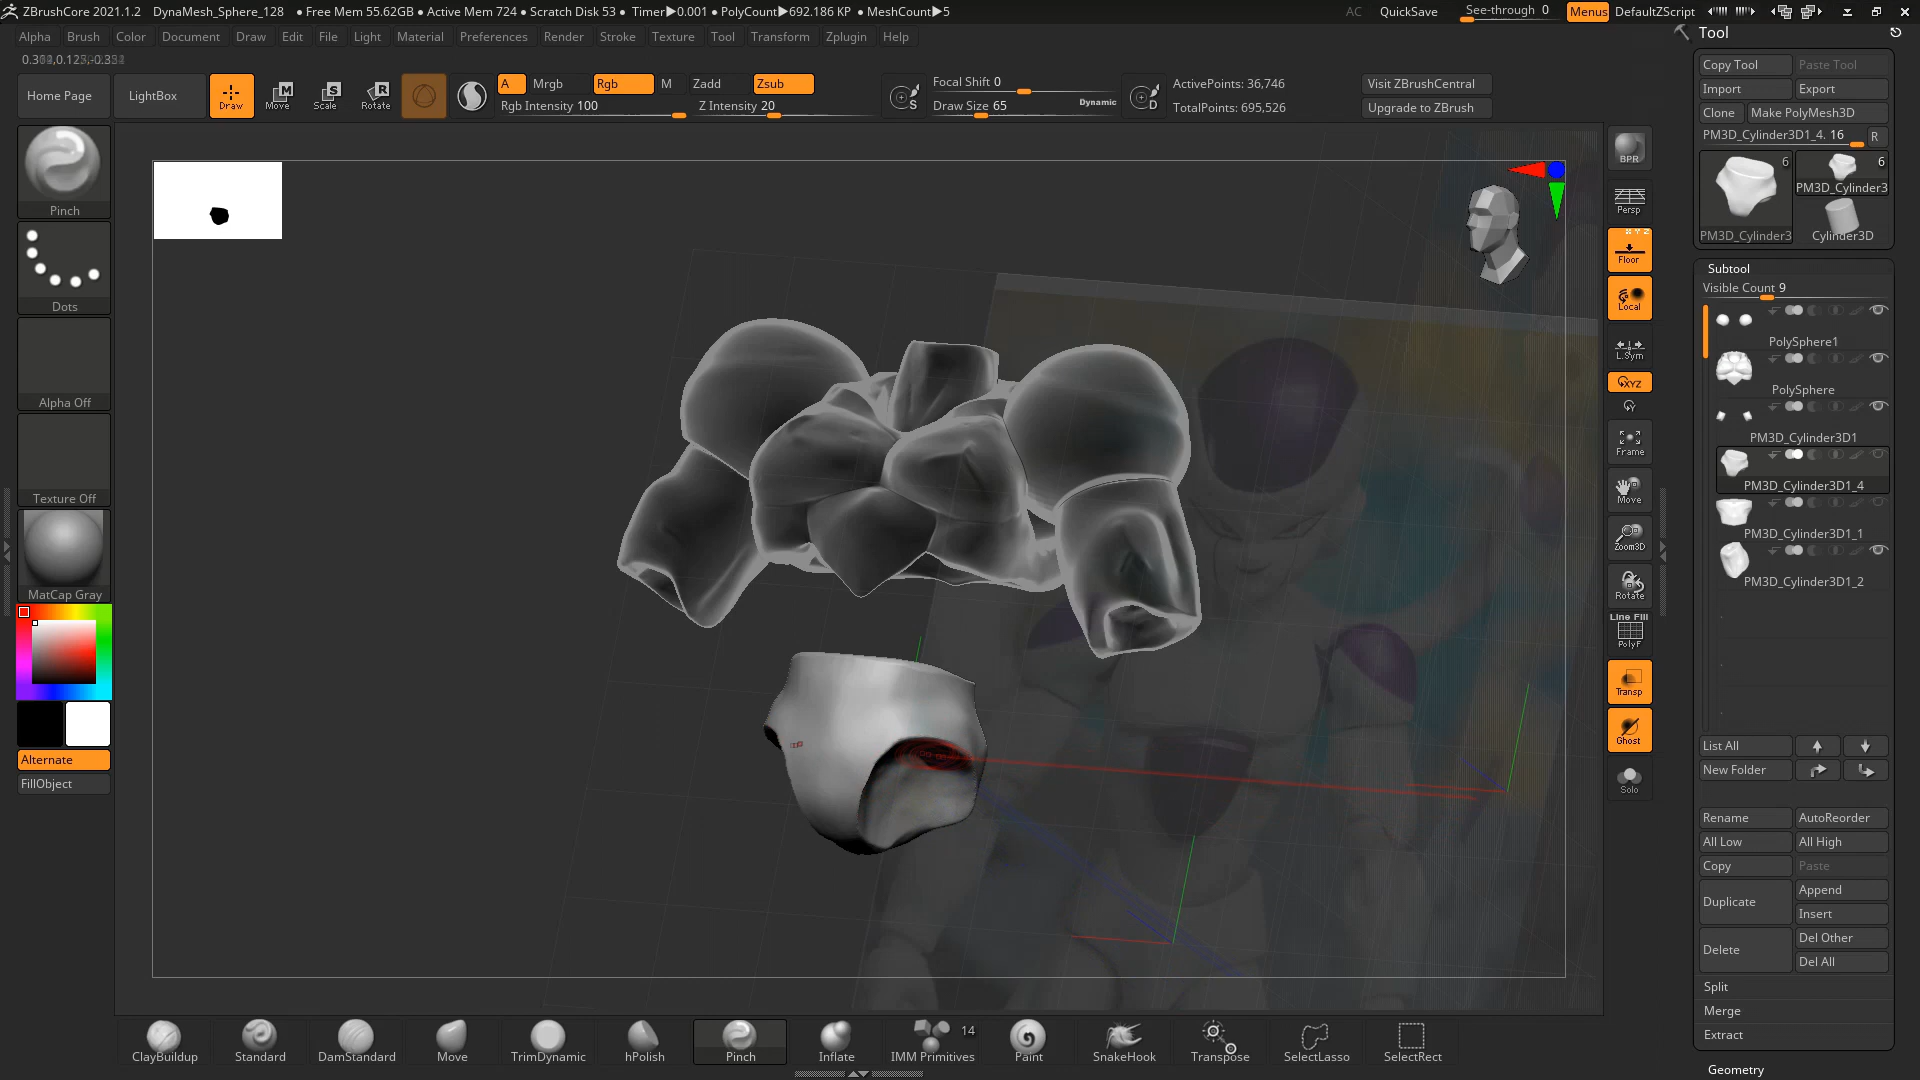 ZBrushCore 2021.1.2 DynaMesh_Sphere_128 • Free Mem 55.62GB • Active Mem 724 • Scratch Disk 53 • Timer▶0.001 • PolyCount▶692.186 KP • MeshCount▶5 AC QuickSave See-through 0 Menus DefaultZScript
Alpha Brush Color Document Draw Edit File Light Material Preferences Render Stroke Texture Tool Transform Zplugin Help
Home Page LightBox Draw Move Scale Rotate
A Mrgb Rgb M Zadd Zsub
Rgb Intensity 100 Z Intensity 20
S Focal Shift 0
Draw Size 65 Dynamic D
ActivePoints: 36,746
TotalPoints: 695,526
Visit ZBrushCentral
Upgrade to ZBrush
Pinch
Dots
Alpha Off
Texture Off
MatCap Gray
Alternate
FillObject
BPR
Persp
X Y Z
Floor
Local
L.Sym
XYZ
Y
Frame
Move
Zoom3D
Rotate
Line Fill
PolyF
Transp
Ghost
Solo
Tool
Copy Tool Paste Tool
Import Export
Clone Make PolyMesh3D
PM3D_Cylinder3D1_4. 16 R
6 6
PM3D_Cylinder3
PM3D_Cylinder3 Cylinder3D
Subtool
Visible Count 9
PolySphere1
PolySphere
PM3D_Cylinder3D1
PM3D_Cylinder3D1_4
PM3D_Cylinder3D1_1
PM3D_Cylinder3D1_2
List All
New Folder
Rename AutoReorder
All Low All High
Copy Paste
Duplicate Append
Insert
Delete Del Other
Del All
Split
Merge
Extract
Geometry
ClayBuildup Standard DamStandard Move TrimDynamic hPolish Pinch Inflate IMM Primitives 14 Paint SnakeHook Transpose SelectLasso SelectRect